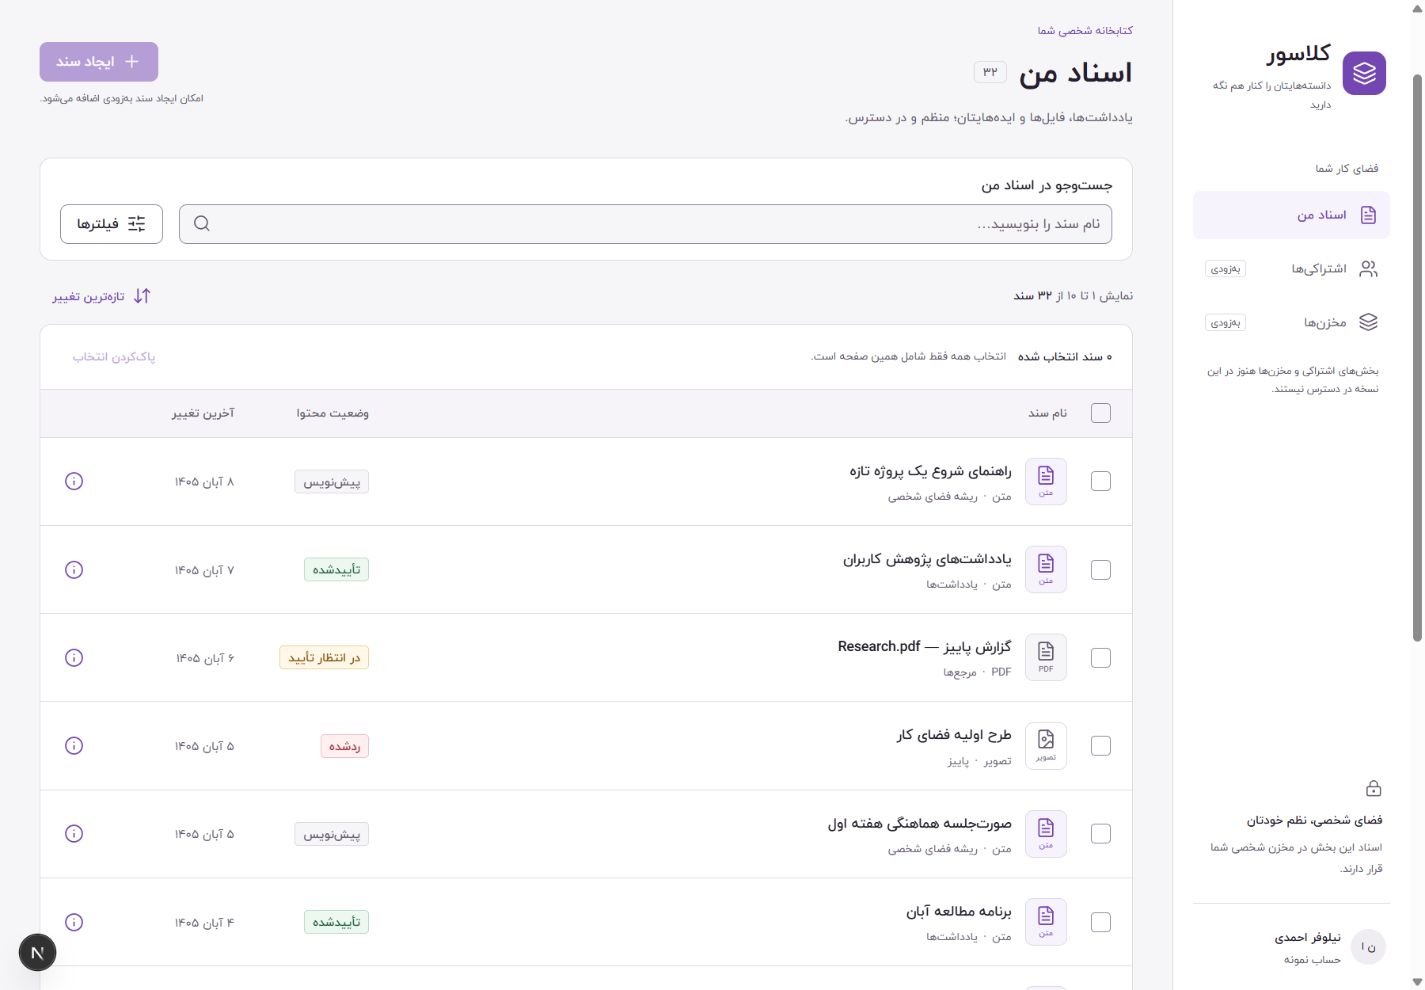 کلاسور
دانسته‌هایتان را کنار هم نگه
دارید
فضای کار شما
اسناد من
اشتراکی‌ها
به‌زودی
مخزن‌ها
به‌زودی
بخش‌های اشتراکی و مخزن‌ها هنوز در این
نسخه در دسترس نیستند.
فضای شخصی، نظم خودتان
اسناد این بخش در مخزن شخصی شما
قرار دارند.
ن ا
نیلوفر احمدی
حساب نمونه
کتابخانه شخصی شما
اسناد من ۳۲
یادداشت‌ها، فایل‌ها و ایده‌هایتان؛ منظم و در دسترس.
ایجاد سند
امکان ایجاد سند به‌زودی اضافه می‌شود.
جست‌وجو در اسناد من
نام سند را بنویسید...
فیلترها
نمایش ۱ تا ۱۰ از ۳۲ سند
تازه‌ترین تغییر
۰ سند انتخاب شده انتخاب همه فقط شامل همین صفحه است.
پاک‌کردن انتخاب
نام سند وضعیت محتوا آخرین تغییر
متن
راهنمای شروع یک پروژه تازه
متن · ریشه فضای شخصی
پیش‌نویس
۸ آبان ۱۴۰۵
متن
یادداشت‌های پژوهش کاربران
متن · یادداشت‌ها
تأییدشده
۷ آبان ۱۴۰۵
PDF
گزارش پاییز — Research.pdf
PDF · مرجع‌ها
در انتظار تأیید
۶ آبان ۱۴۰۵
تصویر
طرح اولیه فضای کار
تصویر · پاییز
ردشده
۵ آبان ۱۴۰۵
متن
صورت‌جلسه هماهنگی هفته اول
متن · ریشه فضای شخصی
پیش‌نویس
۵ آبان ۱۴۰۵
متن
برنامه مطالعه آبان
متن · یادداشت‌ها
تأییدشده
۴ آبان ۱۴۰۵
N